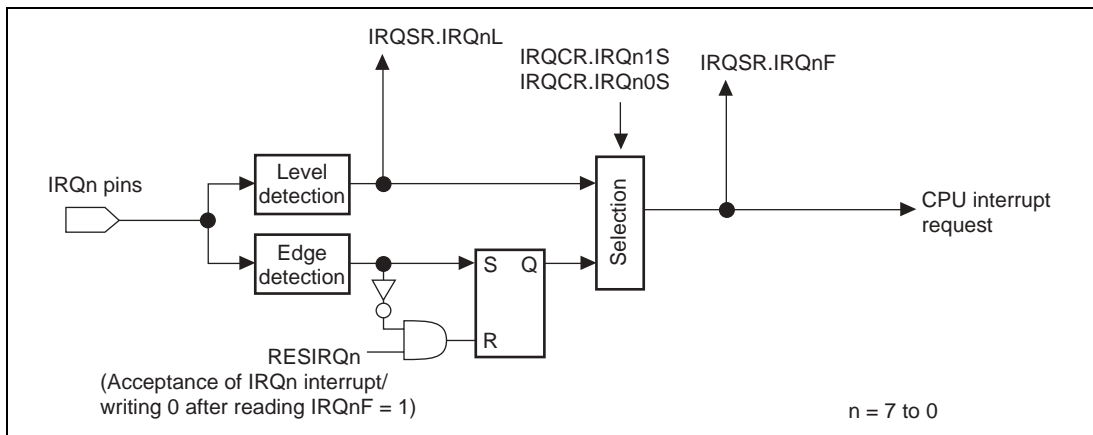 IRQSR.IRQnL
IRQCR.IRQn1S
IRQCR.IRQn0S
IRQSR.IRQnF
IRQn pins
Level
detection
Edge
detection
S Q
R
Selection
CPU interrupt
request
RESIRQn
(Acceptance of IRQn interrupt/
writing 0 after reading IRQnF = 1)
n = 7 to 0